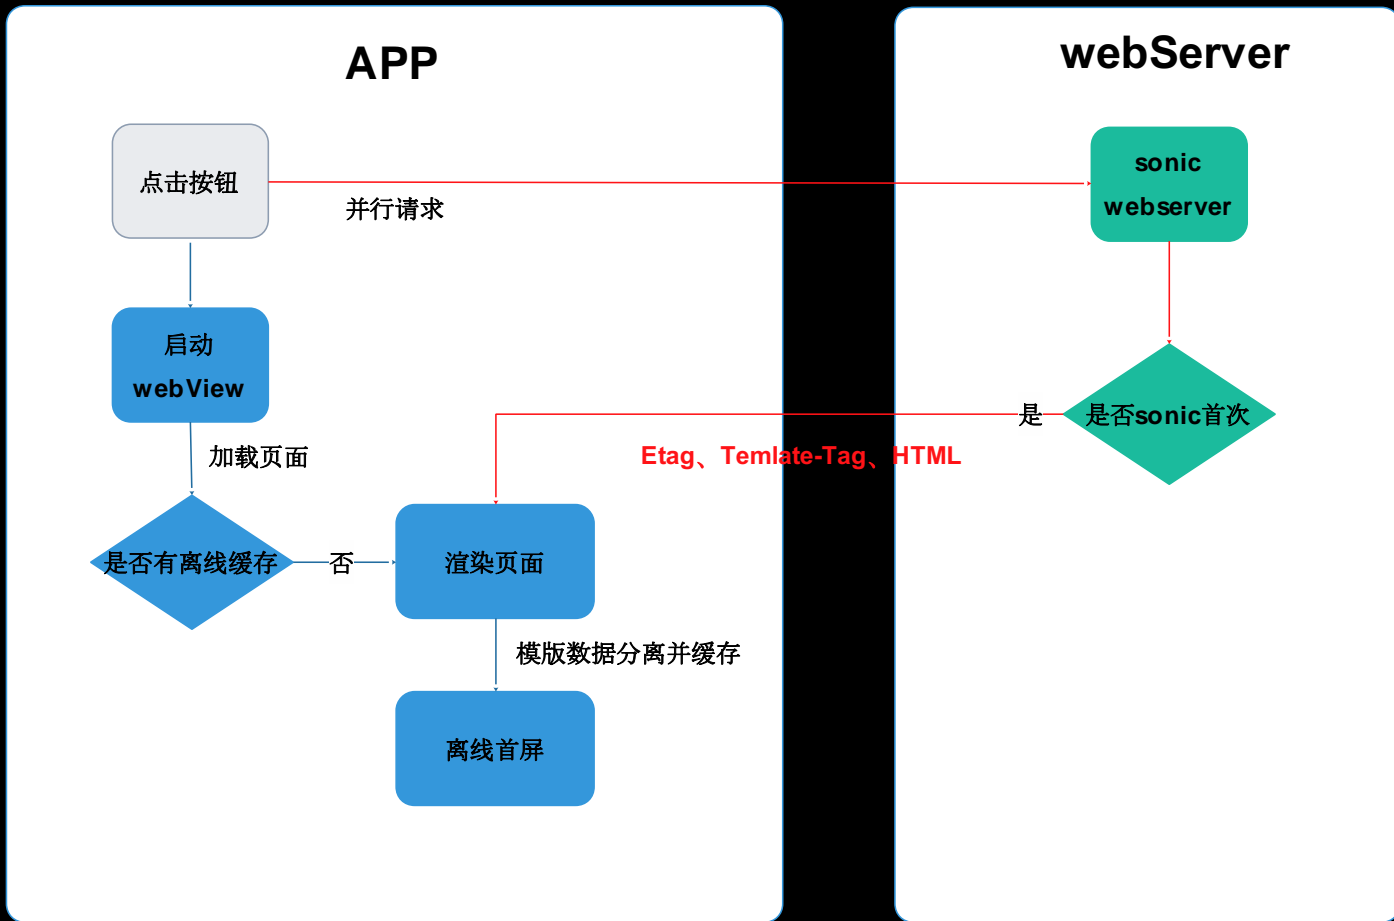 APP
webServer
点击按钮
并行请求
sonic
webserver
启动
webView
加载页面
是
是否sonic首次
Etag、Temlate-Tag、HTML
是否有离线缓存
否
渲染页面
模版数据分离并缓存
离线首屏